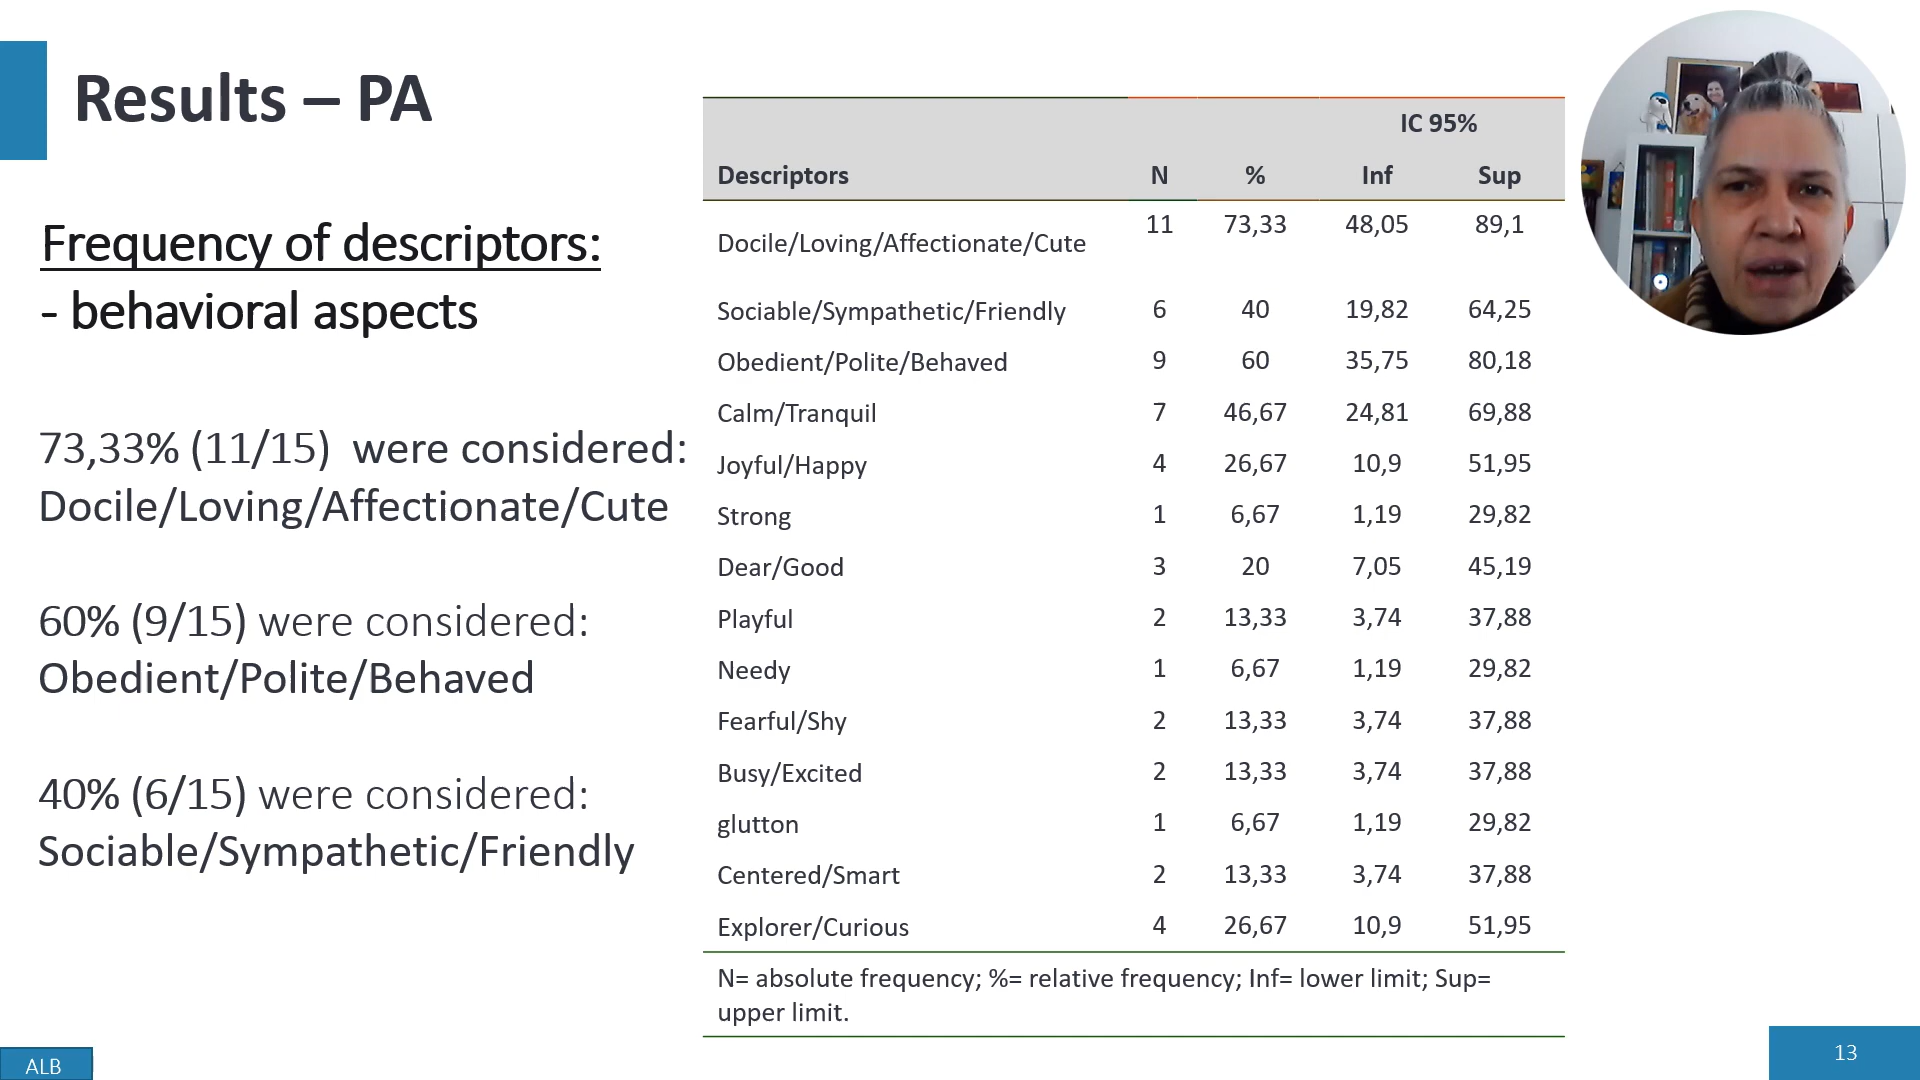 Results – PA
Frequency of descriptors:
- behavioral aspects
73,33% (11/15) were considered:
Docile/Loving/Affectionate/Cute
60% (9/15) were considered:
Obedient/Polite/Behaved
40% (6/15) were considered:
Sociable/Sympathetic/Friendly
IC 95%
Descriptors N % Inf Sup
Docile/Loving/Affectionate/Cute 11 73,33 48,05 89,1
Sociable/Sympathetic/Friendly 6 40 19,82 64,25
Obedient/Polite/Behaved 9 60 35,75 80,18
Calm/Tranquil 7 46,67 24,81 69,88
Joyful/Happy 4 26,67 10,9 51,95
Strong 1 6,67 1,19 29,82
Dear/Good 3 20 7,05 45,19
Playful 2 13,33 3,74 37,88
Needy 1 6,67 1,19 29,82
Fearful/Shy 2 13,33 3,74 37,88
Busy/Excited 2 13,33 3,74 37,88
glutton 1 6,67 1,19 29,82
Centered/Smart 2 13,33 3,74 37,88
Explorer/Curious 4 26,67 10,9 51,95
N= absolute frequency; %= relative frequency; Inf= lower limit; Sup=
upper limit.
ALB
13